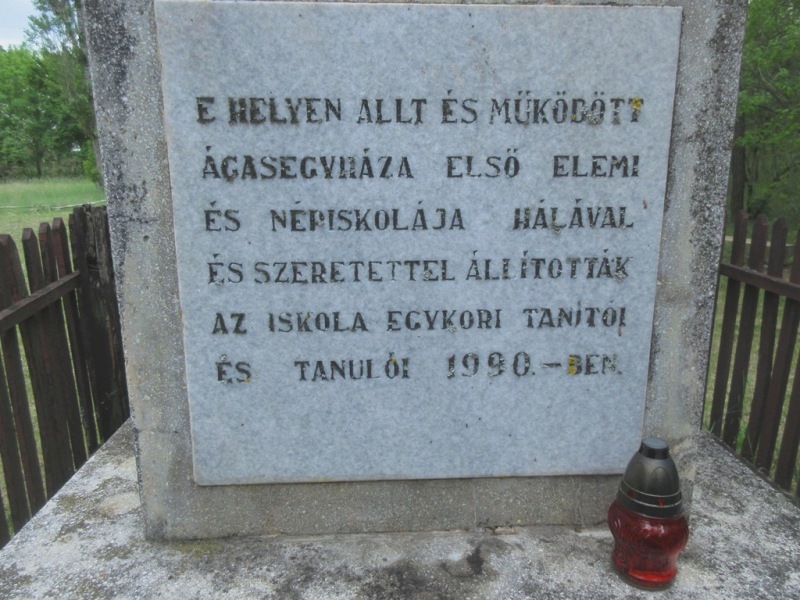 E HELYEN ALLT ÉS MŰKÖDÖTT
ÁGASEGYHÁZA ELSŐ ELEMI
ÉS NÉPISKOLÁJA HÁLÁVAL
ÉS SZERETETTEL ÁLLÍTOTTÁK
AZ ISKOLA EGYKORI TANÍTÓI
ÉS TANULÓI 1990.-BEN.